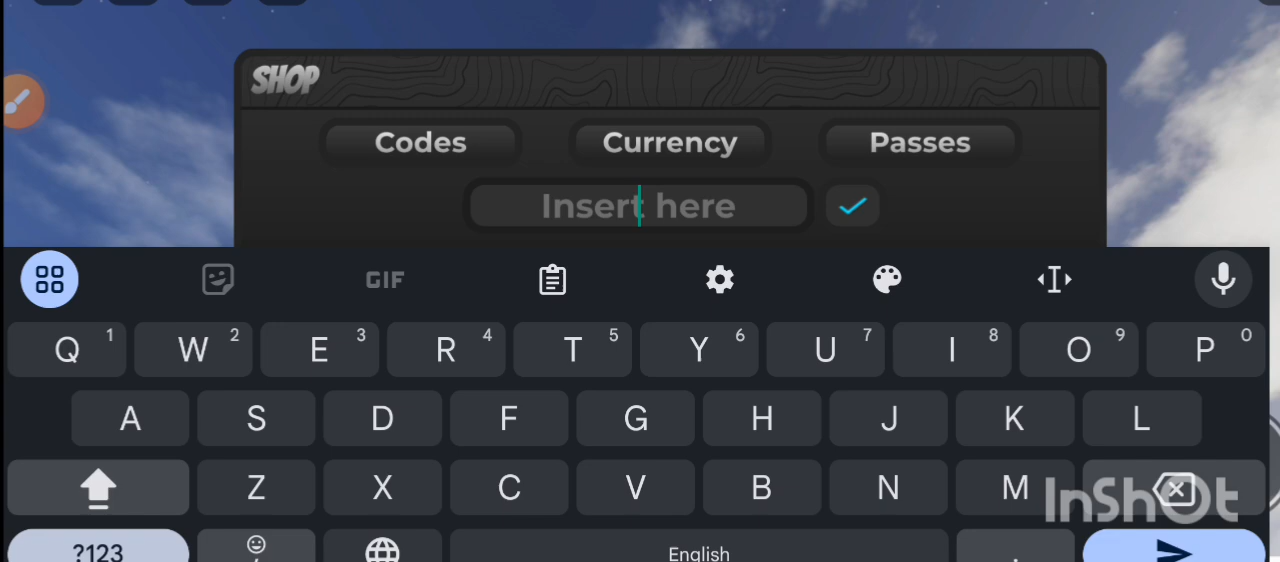 SHOP
Codes Currency Passes
Insert here
GIF
Q 1 W 2 E 3 R 4 T 5 Y 6 U 7 I 8 O 9 P 0
A S D F G H J K L
Z X C V B N M
InShOt
?123 , English .